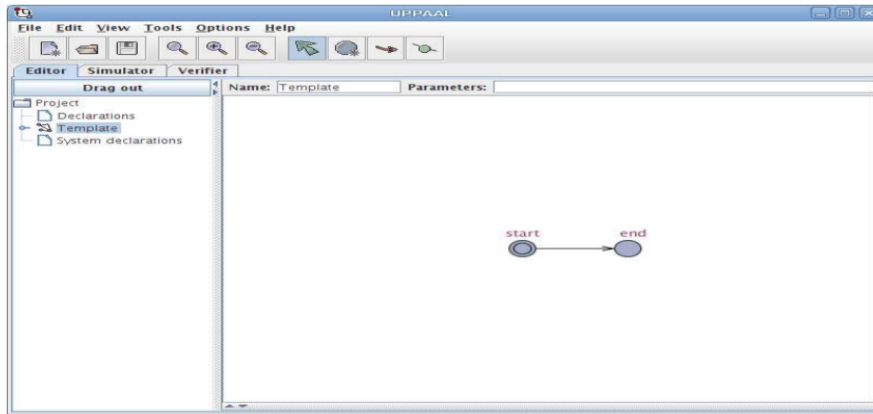 UPPAAL
File Edit View Tools Options Help
Editor Simulator Verifier
Drag out
Name: Template Parameters:
Project
Declarations
Template
System declarations
start end